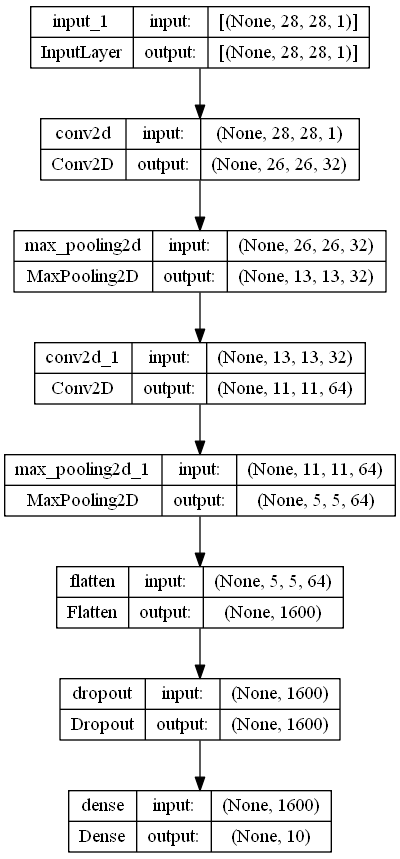 input_1 input: [(None, 28, 28, 1)]
InputLayer output: [(None, 28, 28, 1)]
conv2d input: (None, 28, 28, 1)
Conv2D output: (None, 26, 26, 32)
max_pooling2d input: (None, 26, 26, 32)
MaxPooling2D output: (None, 13, 13, 32)
conv2d_1 input: (None, 13, 13, 32)
Conv2D output: (None, 11, 11, 64)
max_pooling2d_1 input: (None, 11, 11, 64)
MaxPooling2D output: (None, 5, 5, 64)
flatten input: (None, 5, 5, 64)
Flatten output: (None, 1600)
dropout input: (None, 1600)
Dropout output: (None, 1600)
dense input: (None, 1600)
Dense output: (None, 10)